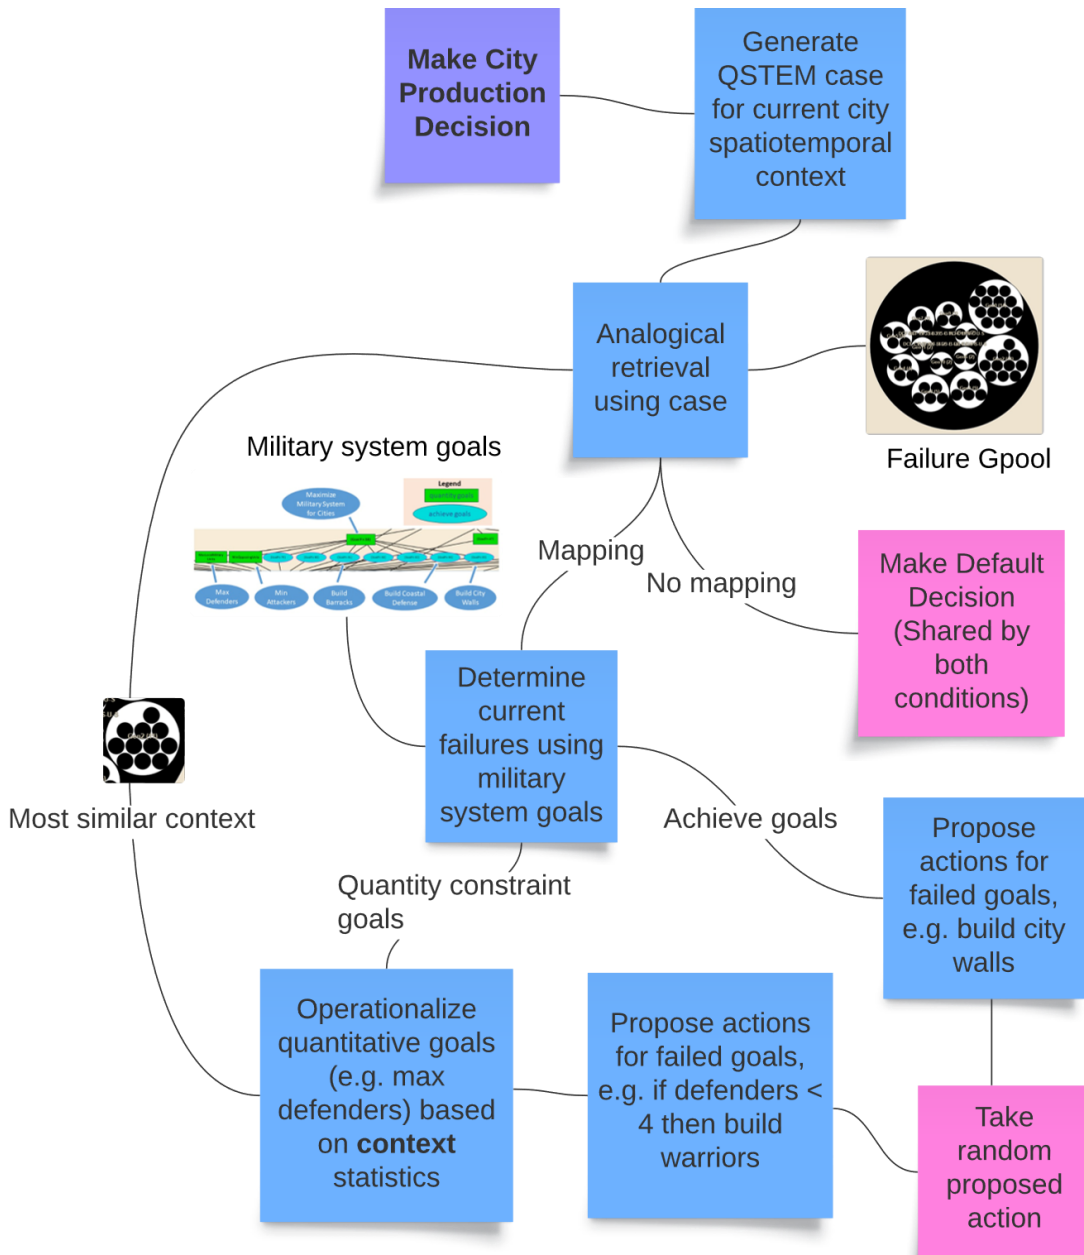 Make City
Production
Decision
Generate
QSTEM case
for current city
spatiotemporal
context
Analogical
retrieval
using case
Failure Gpool
Military system goals
Legend
quantity goals
achieve goals
Maximize
Military System
for Cities
Max
Defenders
Min
Attackers
Build
Barracks
Build Coastal
Defense
Build City
Walls
Mapping
No mapping
Make Default
Decision
(Shared by
both
conditions)
Determine
current
failures using
military
system goals
Most similar context
Achieve goals
Quantity constraint
goals
Propose
actions for
failed goals,
e.g. build city
walls
Operationalize
quantitative goals
(e.g. max
defenders) based
on context
statistics
Propose actions
for failed goals,
e.g. if defenders <
4 then build
warriors
Take
random
proposed
action